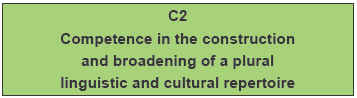 C2
Competence in the construction
and broadening of a plural
linguistic and cultural repertoire